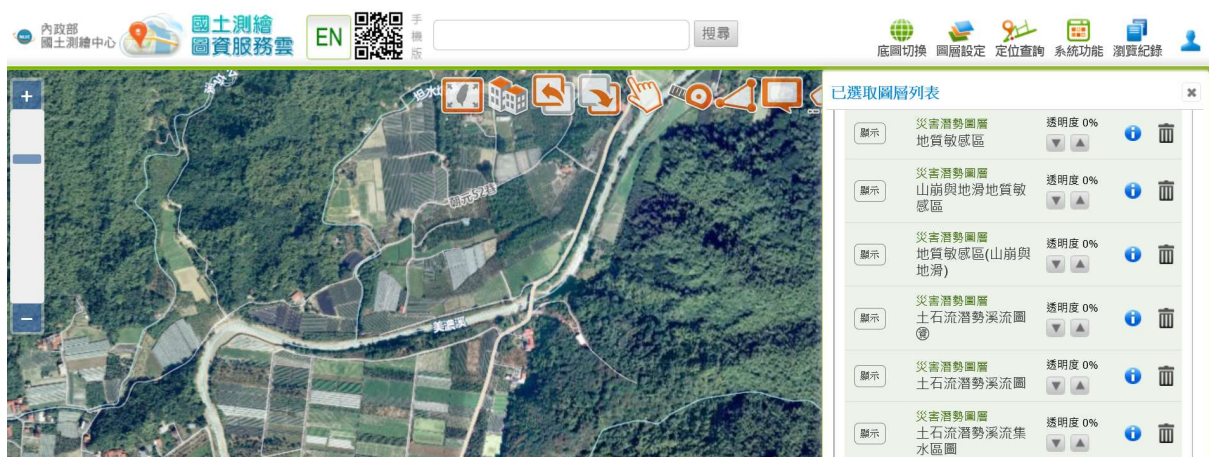 內政部
國土測繪中心
國土測繪
圖資服務雲
EN
手機版
搜尋
底圖切換
圖層設定
定位查詢
系統功能
瀏覽紀錄
朝元52巷
美濃溪
已選取圖層列表
顯示
災害潛勢圖層
地質敏感區
透明度 0%
顯示
災害潛勢圖層
山崩與地滑地質敏
感區
透明度 0%
顯示
災害潛勢圖層
地質敏感區(山崩與
地滑)
透明度 0%
顯示
災害潛勢圖層
土石流潛勢溪流圖
透明度 0%
顯示
災害潛勢圖層
土石流潛勢溪流圖
透明度 0%
顯示
災害潛勢圖層
土石流潛勢溪流集
水區圖
透明度 0%